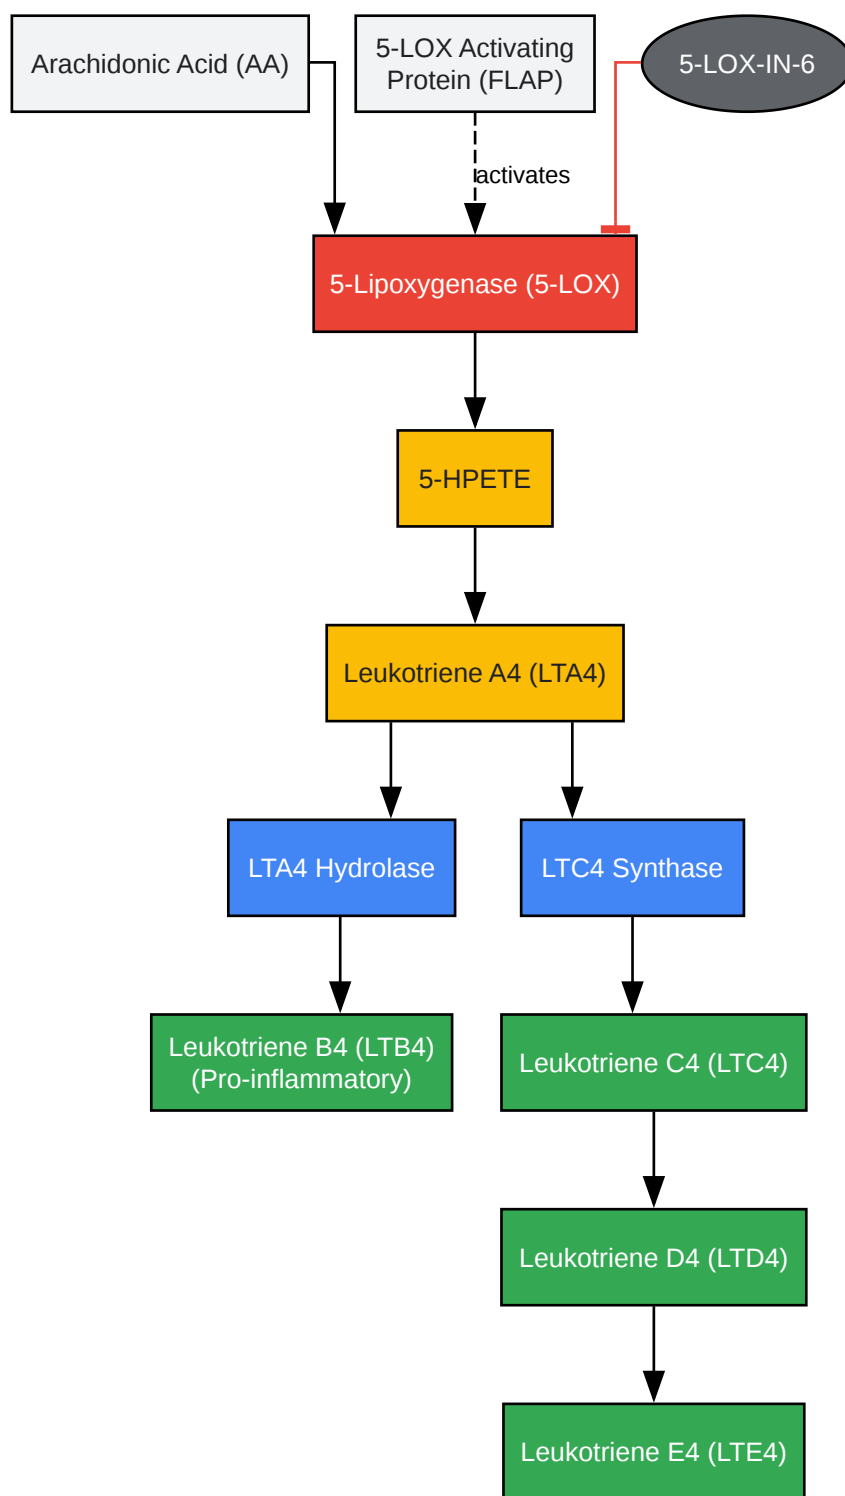 Arachidonic Acid (AA)
5-LOX Activating
Protein (FLAP)
5-LOX-IN-6
activates
5-Lipoxygenase (5-LOX)
5-HPETE
Leukotriene A4 (LTA4)
LTA4 Hydrolase
LTC4 Synthase
Leukotriene B4 (LTB4)
(Pro-inflammatory)
Leukotriene C4 (LTC4)
Leukotriene D4 (LTD4)
Leukotriene E4 (LTE4)